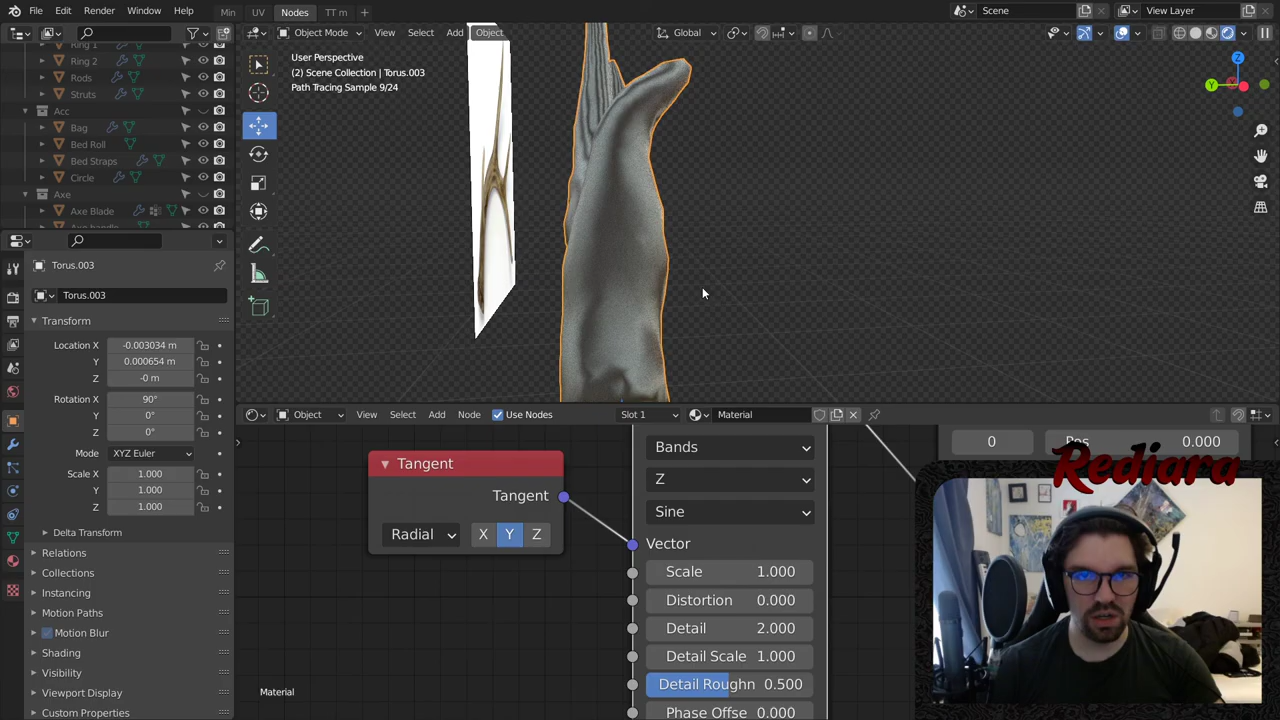 File Edit Render Window Help
Min UV Nodes TT m
Scene
View Layer
Object Mode View Select Add Object
Global
Ring 1
Ring 2
Rods
Struts
Acc
Bag
Bed Roll
Bed Straps
Circle
Axe
Axe Blade
User Perspective
(2) Scene Collection | Torus.003
Path Tracing Sample 9/24
Z
Y
Torus.003
Torus.003
Transform
Location X -0.003034 m
Y 0.000654 m
Z -0 m
Rotation X 90°
Y 0°
Z 0°
Mode XYZ Euler
Scale X 1.000
Y 1.000
Z 1.000
Delta Transform
Relations
Collections
Instancing
Motion Paths
Motion Blur
Shading
Visibility
Viewport Display
Custom Properties
Object View Select Add Node Use Nodes Slot 1 Material
Tangent
Tangent
Radial X Y Z
Bands
Z
Sine
Vector
Scale 1.000
Distortion 0.000
Detail 2.000
Detail Scale 1.000
Detail Roughn 0.500
Phase Offse 0.000
0 Pos 0.000
Material
Rediara